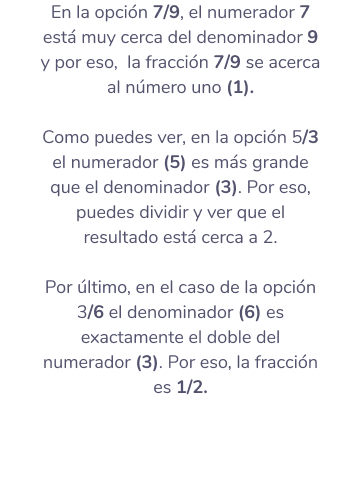 En la opción 7/9, el numerador 7
está muy cerca del denominador 9
y por eso, la fracción 7/9 se acerca
al número uno (1).
Como puedes ver, en la opción 5/3
el numerador (5) es más grande
que el denominador (3). Por eso,
puedes dividir y ver que el
resultado está cerca a 2.
Por último, en el caso de la opción
3/6 el denominador (6) es
exactamente el doble del
numerador (3). Por eso, la fracción
es 1/2.